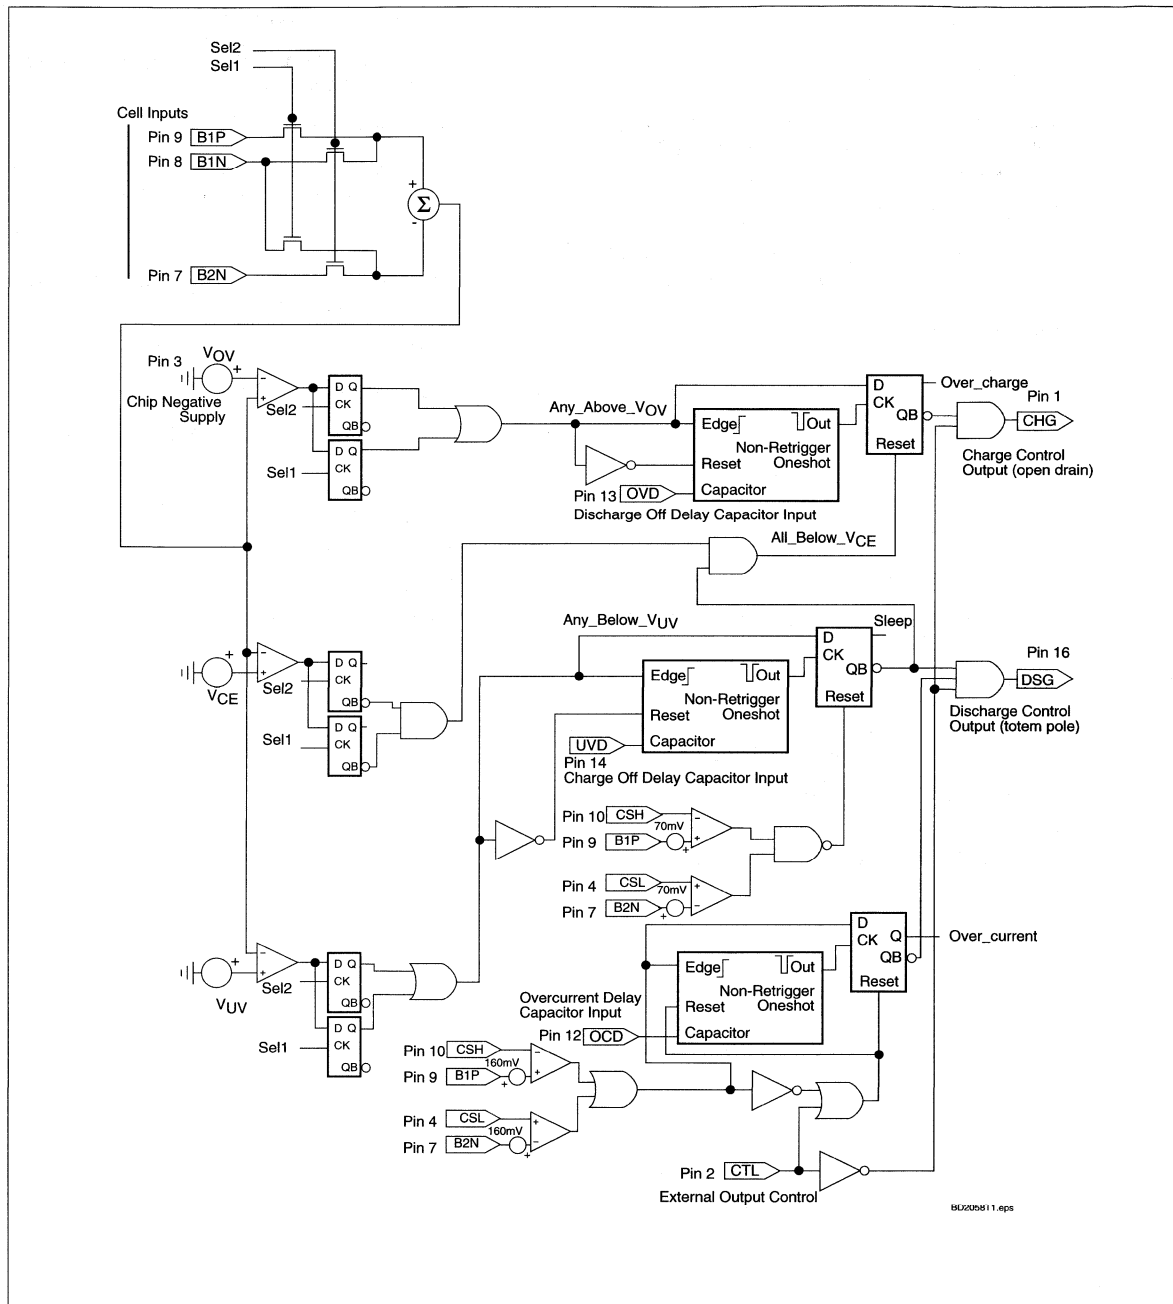 Sel2
Sel1
Cell Inputs
Pin 9 B1P
Pin 8 B1N
+
Σ
-
Pin 7 B2N
Pin 3
VOV
+
Chip Negative
Supply
-
+
Sel2
D Q
CK
QB
Sel1
D Q
CK
QB
Any_Above_VOV
Edge Out
Non-Retrigger
Oneshot
Reset
Capacitor
Pin 13 OVD
Discharge Off Delay Capacitor Input
D
CK
QB
Reset
Over_charge
Pin 1
CHG
Charge Control
Output (open drain)
All_Below_VCE
VCE
+
-
+
Sel2
D Q
CK
QB
Sel1
D Q
CK
QB
Any_Below_VUV
Edge Out
Non-Retrigger
Oneshot
Reset
Capacitor
UVD
Pin 14
Charge Off Delay Capacitor Input
D
CK
QB
Reset
Sleep
Pin 16
DSG
Discharge Control
Output (totem pole)
Pin 10 CSH
-
70mV
Pin 9 B1P
+
+
Pin 4 CSL
+
70mV
Pin 7 B2N
+
-
VUV
+
-
+
Sel2
D Q
CK
QB
Sel1
D Q
CK
QB
D
Q
CK
QB
Reset
Over_current
Edge Out
Non-Retrigger
Oneshot
Reset
Capacitor
Overcurrent Delay
Capacitor Input
Pin 12 OCD
Pin 10 CSH
-
160mV
Pin 9 B1P
+
+
Pin 4 CSL
+
160mV
Pin 7 B2N
+
-
Pin 2 CTL
External Output Control
BD205811.eps